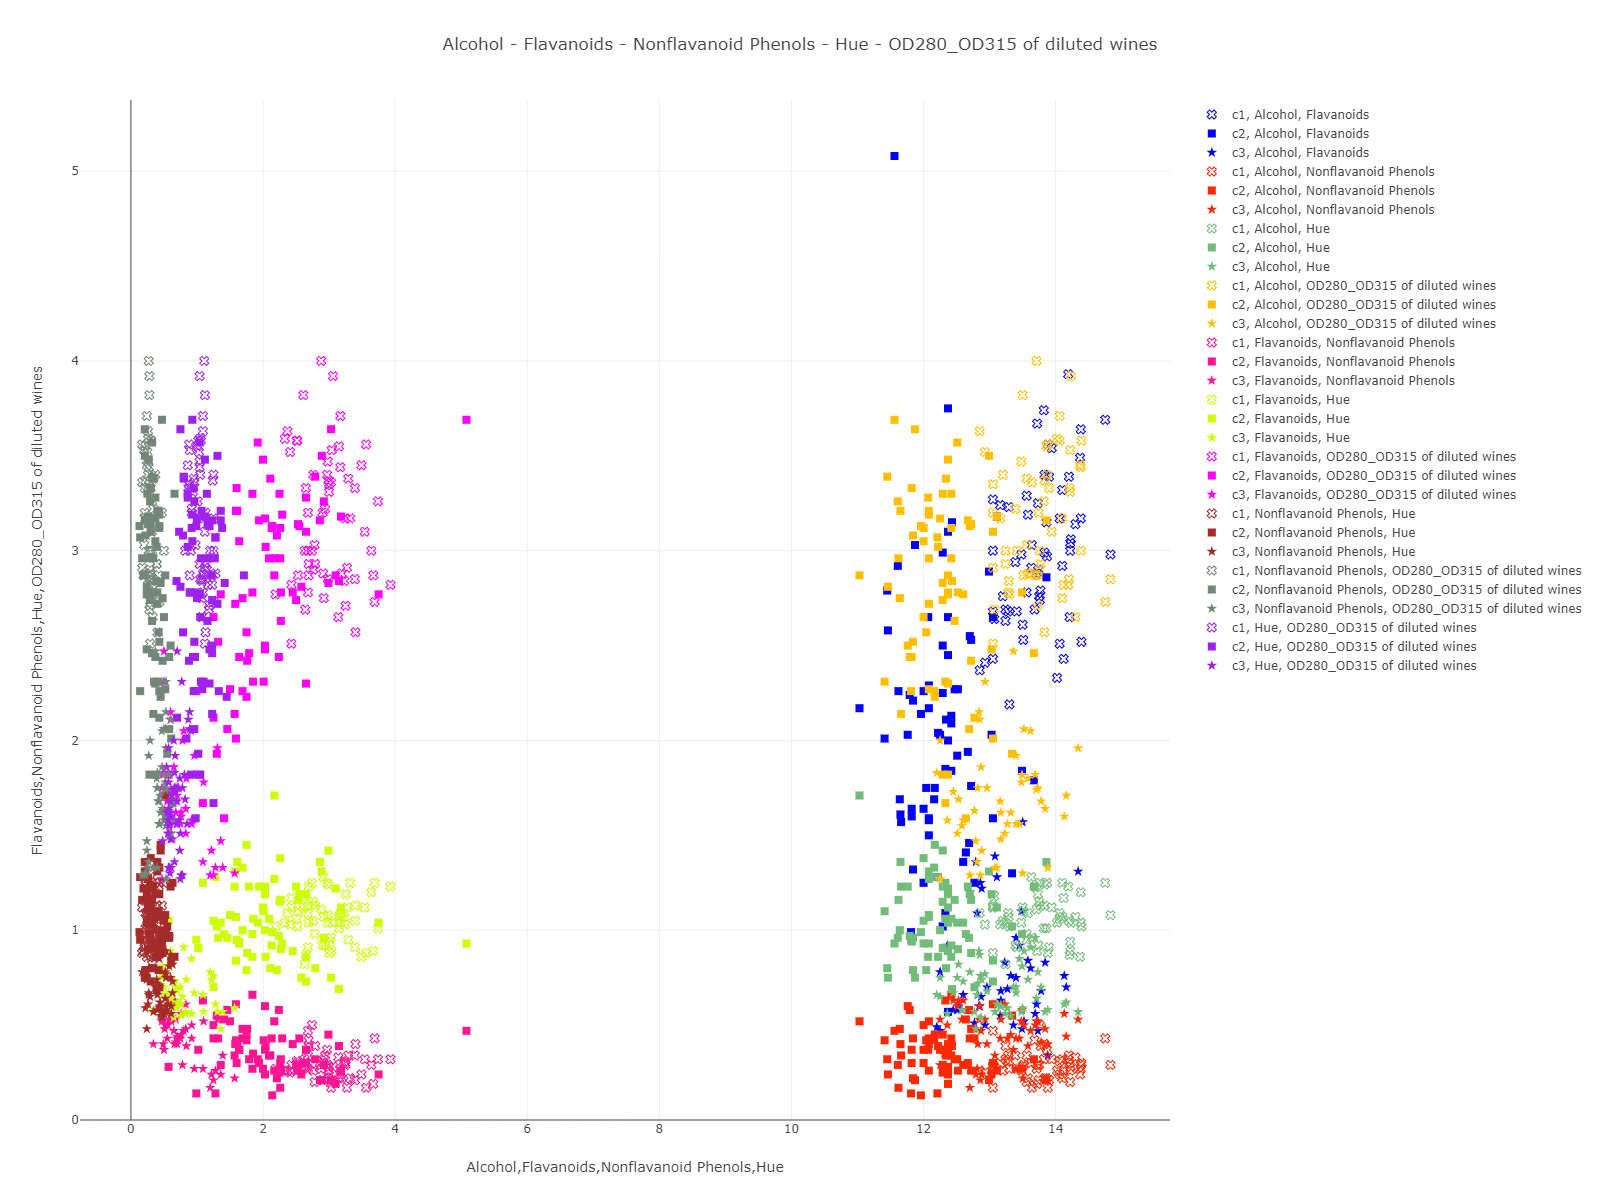 Alcohol - Flavanoids - Nonflavanoid Phenols - Hue - OD280_OD315 of diluted wines
Flavanoids,Nonflavanoid Phenols,Hue,OD280_OD315 of diluted wines
5
4
3
2
1
0
0 2 4 6 8 10 12 14
Alcohol,Flavanoids,Nonflavanoid Phenols,Hue
c1, Alcohol, Flavanoids
c2, Alcohol, Flavanoids
c3, Alcohol, Flavanoids
c1, Alcohol, Nonflavanoid Phenols
c2, Alcohol, Nonflavanoid Phenols
c3, Alcohol, Nonflavanoid Phenols
c1, Alcohol, Hue
c2, Alcohol, Hue
c3, Alcohol, Hue
c1, Alcohol, OD280_OD315 of diluted wines
c2, Alcohol, OD280_OD315 of diluted wines
c3, Alcohol, OD280_OD315 of diluted wines
c1, Flavanoids, Nonflavanoid Phenols
c2, Flavanoids, Nonflavanoid Phenols
c3, Flavanoids, Nonflavanoid Phenols
c1, Flavanoids, Hue
c2, Flavanoids, Hue
c3, Flavanoids, Hue
c1, Flavanoids, OD280_OD315 of diluted wines
c2, Flavanoids, OD280_OD315 of diluted wines
c3, Flavanoids, OD280_OD315 of diluted wines
c1, Nonflavanoid Phenols, Hue
c2, Nonflavanoid Phenols, Hue
c3, Nonflavanoid Phenols, Hue
c1, Nonflavanoid Phenols, OD280_OD315 of diluted wines
c2, Nonflavanoid Phenols, OD280_OD315 of diluted wines
c3, Nonflavanoid Phenols, OD280_OD315 of diluted wines
c1, Hue, OD280_OD315 of diluted wines
c2, Hue, OD280_OD315 of diluted wines
c3, Hue, OD280_OD315 of diluted wines